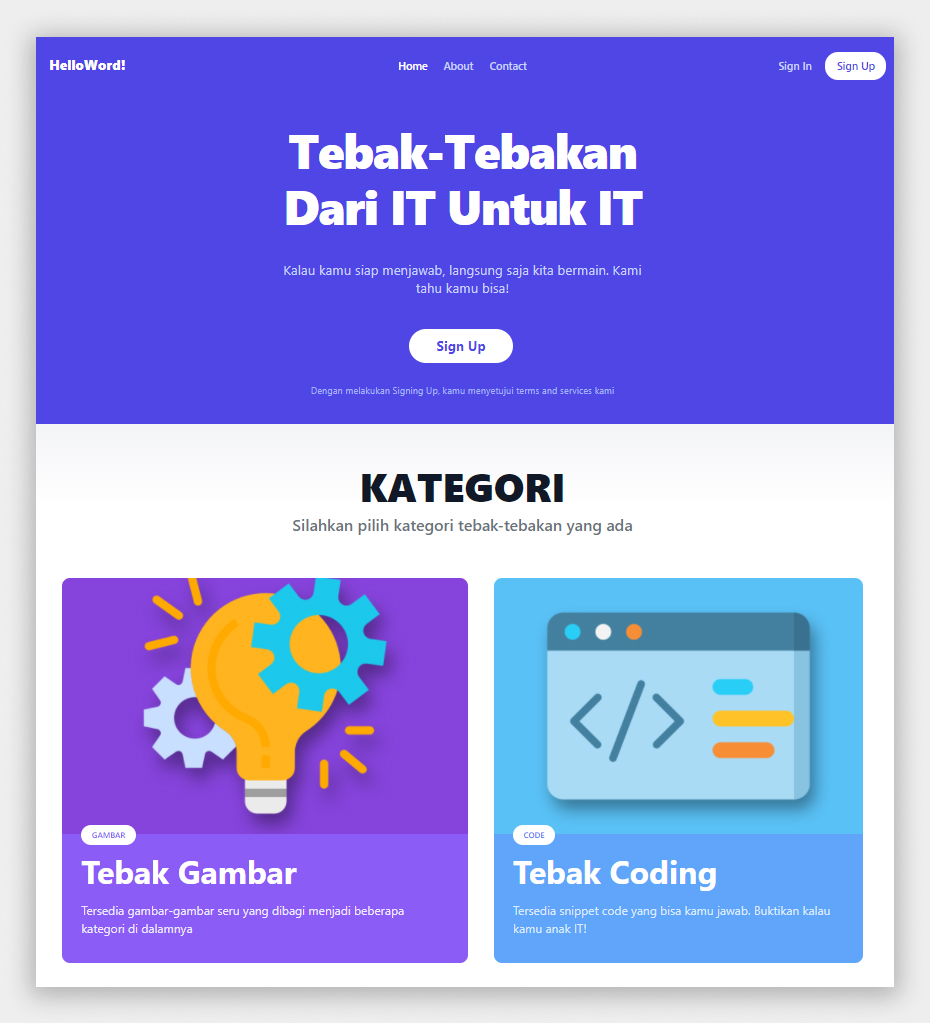 HelloWord!
Home About Contact
Sign In Sign Up
Tebak-Tebakan
Dari IT Untuk IT
Kalau kamu siap menjawab, langsung saja kita bermain. Kami
tahu kamu bisa!
Sign Up
Dengan melakukan Signing Up, kamu menyetujui terms and services kami
KATEGORI
Silahkan pilih kategori tebak-tebakan yang ada
GAMBAR
Tebak Gambar
Tersedia gambar-gambar seru yang dibagi menjadi beberapa
kategori di dalamnya
</>
CODE
Tebak Coding
Tersedia snippet code yang bisa kamu jawab. Buktikan kalau
kamu anak IT!